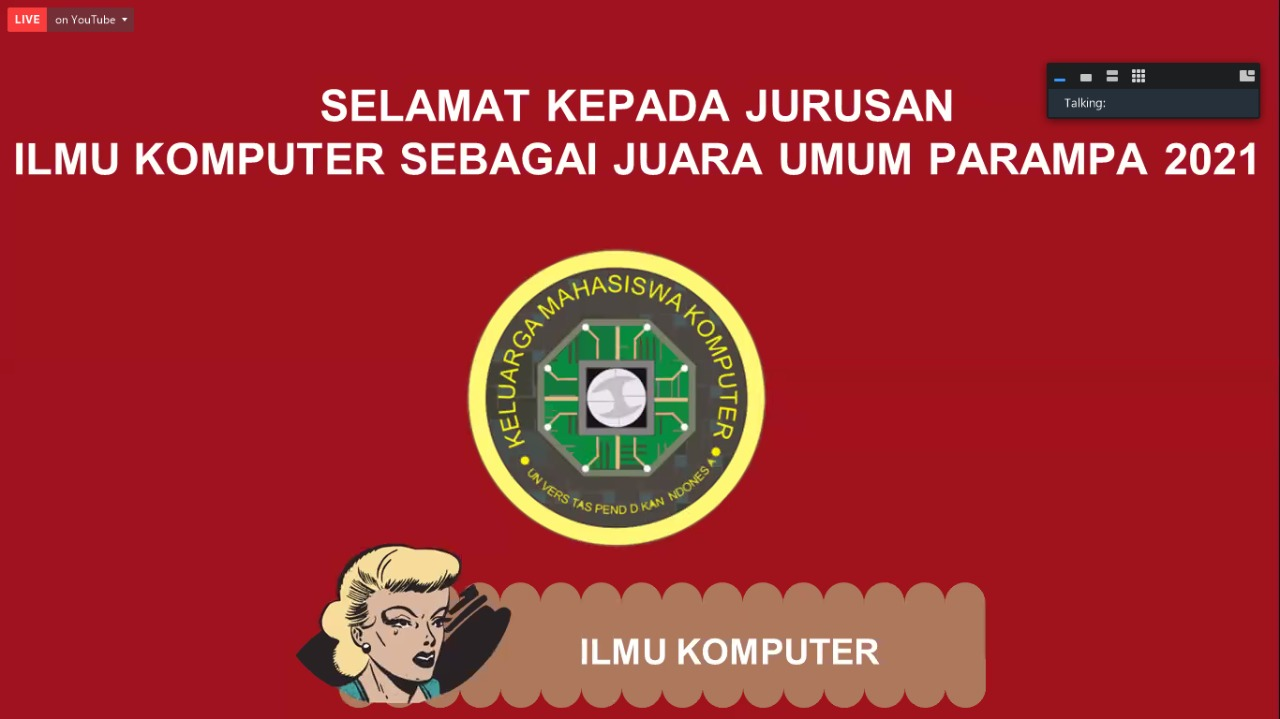 LIVE on YouTube
Talking:
SELAMAT KEPADA JURUSAN
ILMU KOMPUTER SEBAGAI JUARA UMUM PARAMPA 2021
KELUARGA MAHASISWA KOMPUTER
UN VERS TAS PEND D KAN NDONES A
ILMU KOMPUTER